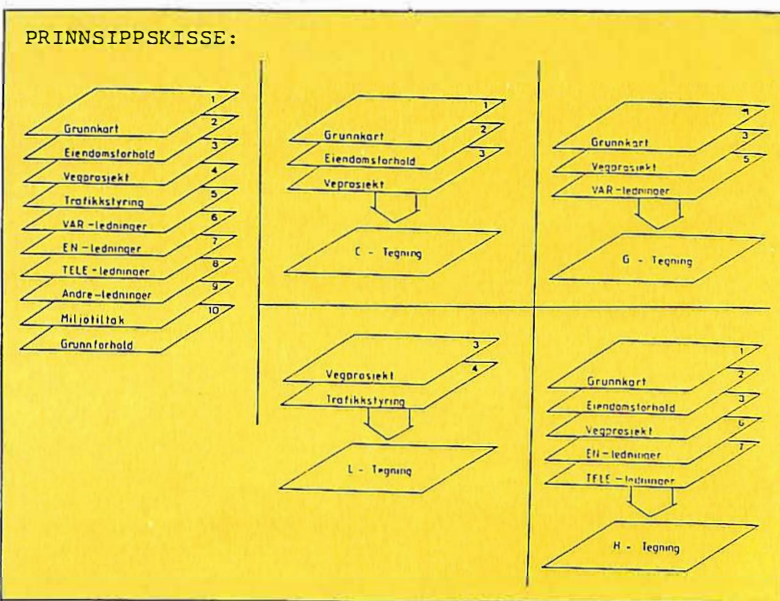 PRINNSIPPSKISSE:
1
Grunnkart
2
Eiendomsforhold
3
Vegprosjekt
4
Trafikkstyring
5
VAR-ledninger
6
EN-ledninger
7
TELE-ledninger
8
Andre-ledninger
9
Miljøtiltak
10
Grunnforhold
1
Grunnkart
2
Eiendomsforhold
3
Veprosjekt
C - Tegning
Grunnkart
3
Vegprosjekt
5
VAR-ledninger
G - Tegning
3
Vegprosjekt
4
Trafikkstyring
L - Tegning
1
Grunnkart
2
Eiendomsforhold
3
Vegprosjekt
6
EN-ledninger
7
TELE-ledninger
H - Tegning